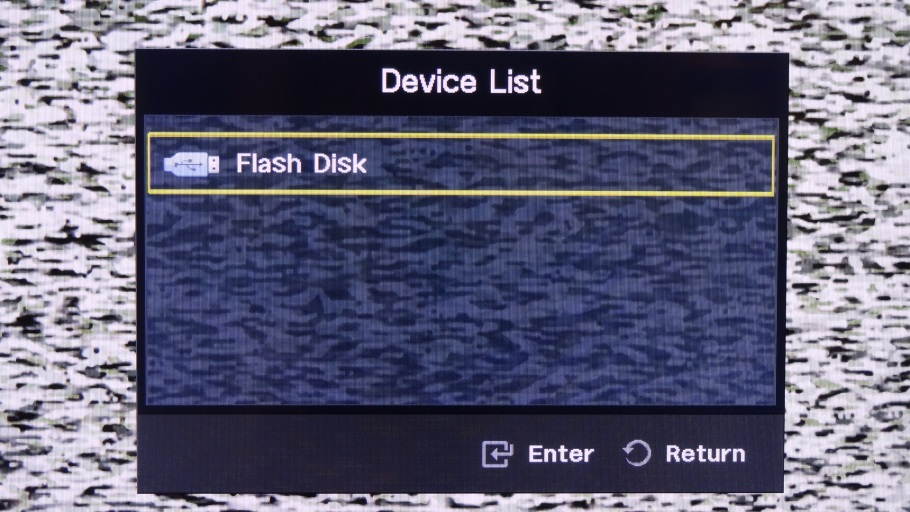 Device List
Flash Disk
Enter Return